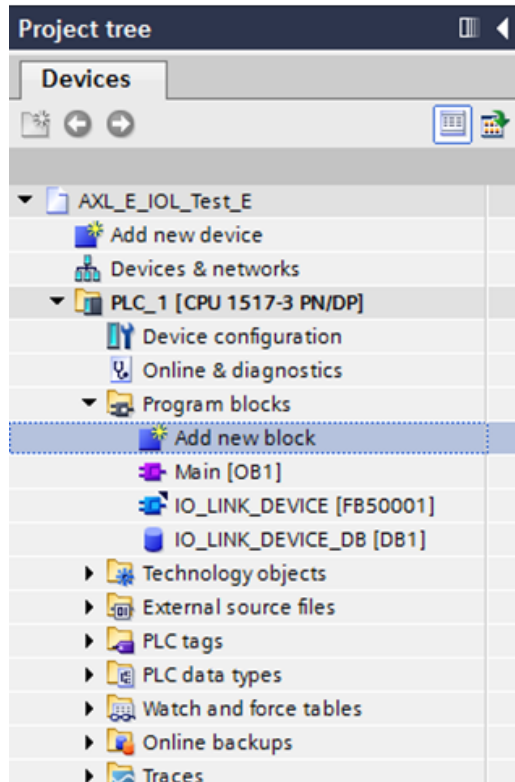 Project tree
Devices
AXL_E_IOL_Test_E
Add new device
Devices & networks
PLC_1 [CPU 1517-3 PN/DP]
Device configuration
Online & diagnostics
Program blocks
Add new block
Main [OB1]
IO_LINK_DEVICE [FB50001]
IO_LINK_DEVICE_DB [DB1]
Technology objects
External source files
PLC tags
PLC data types
Watch and force tables
Online backups
Traces